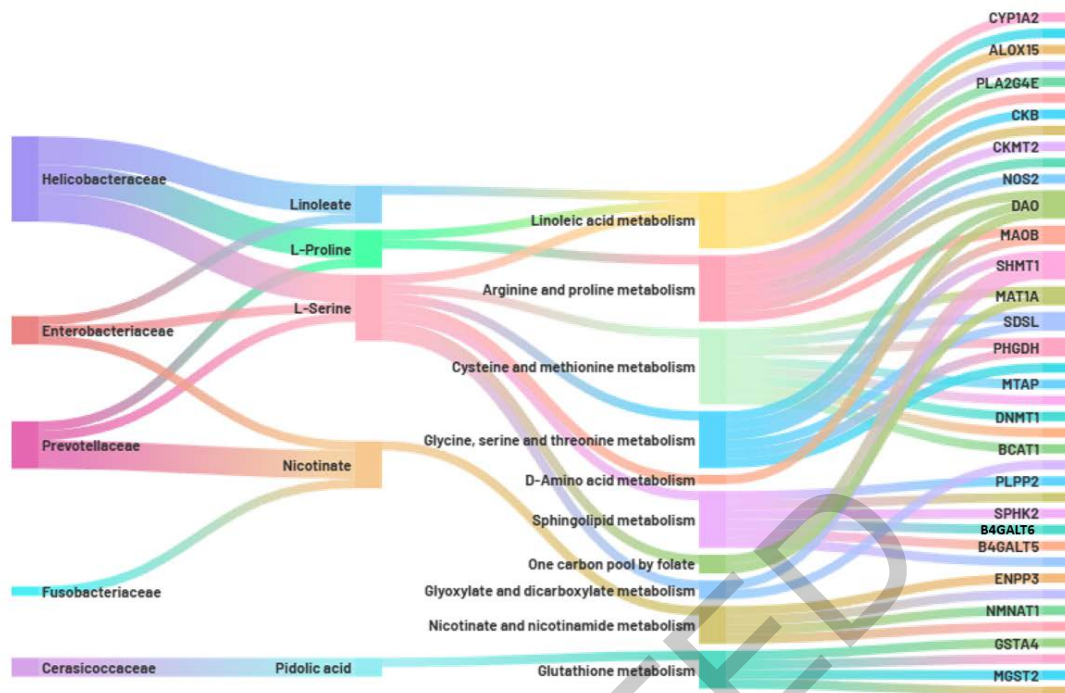 Helicobacteraceae
Enterobacteriaceae
Prevotellaceae
Fusobacteriaceae
Cerasicoccaceae
Linoleate
L-Proline
L-Serine
Nicotinate
Pidolic acid
Linoleic acid metabolism
Arginine and proline metabolism
Cysteine and methionine metabolism
Glycine, serine and threonine metabolism
D-Amino acid metabolism
Sphingolipid metabolism
One carbon pool by folate
Glyoxylate and dicarboxylate metabolism
Nicotinate and nicotinamide metabolism
Glutathione metabolism
CYP1A2
ALOX15
PLA2G4E
CKB
CKMT2
NOS2
DAO
MAOB
SHMT1
MAT1A
SDSL
PHGDH
MTAP
DNMT1
BCAT1
PLPP2
SPHK2
B4GALT6
B4GALT5
ENPP3
NMNAT1
GSTA4
MGST2